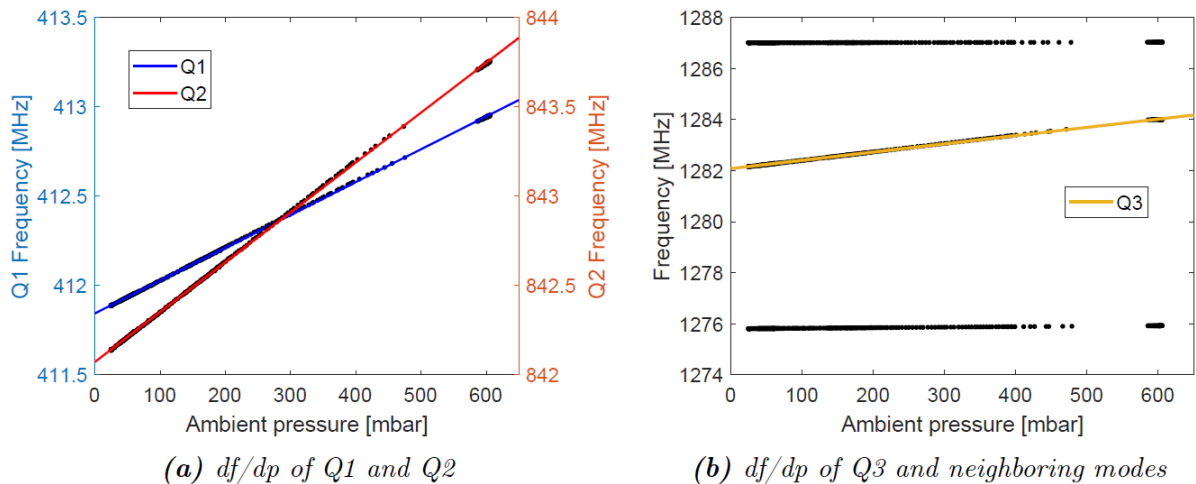 413.5
413
412.5
412
411.5
Q1 Frequency [MHz]
Q1
Q2
844
843.5
843
842.5
842
Q2 Frequency [MHz]
0 100 200 300 400 500 600
Ambient pressure [mbar]
(a) df/dp of Q1 and Q2
1288
1286
1284
1282
1280
1278
1276
1274
Frequency [MHz]
Q3
0 100 200 300 400 500 600
Ambient pressure [mbar]
(b) df/dp of Q3 and neighboring modes